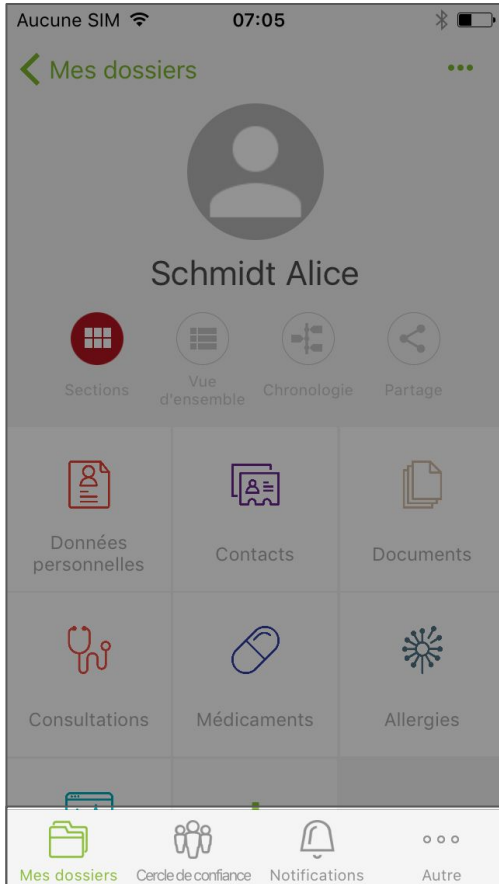 Aucune SIM 07:05
Mes dossiers
Schmidt Alice
Sections
Vue
d'ensemble
Chronologie
Partage
Données
personnelles
Contacts
Documents
Consultations
Médicaments
Allergies
Mes dossiers
Cercle de confiance
Notifications
Autre